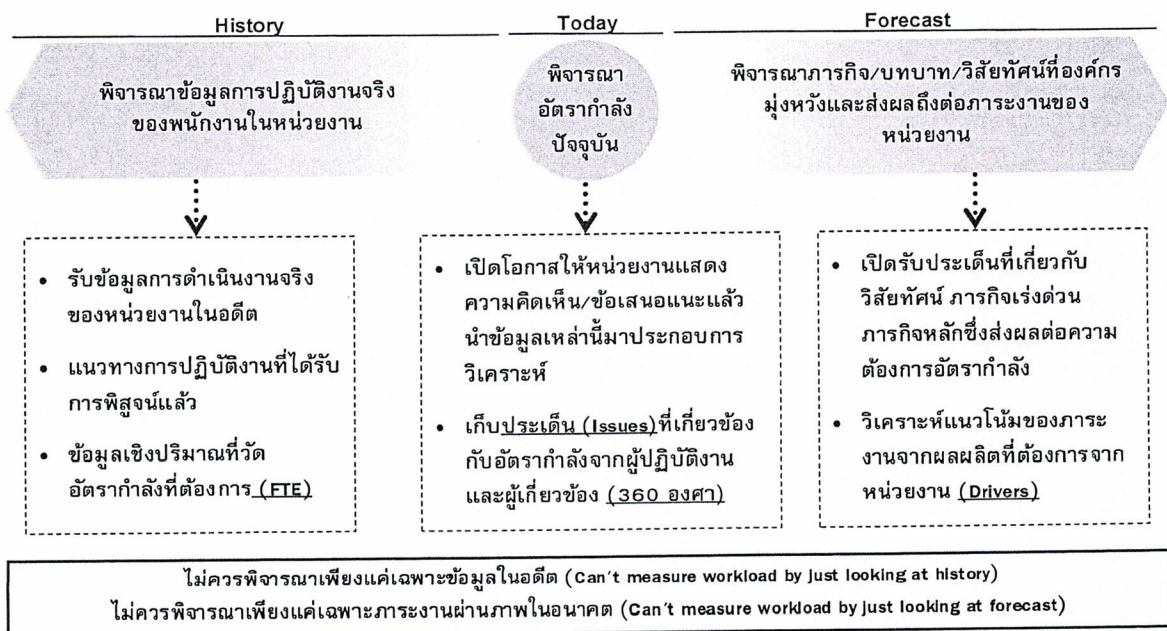 History
Today
Forecast
พิจารณาข้อมูลการปฏิบัติงานจริง
ของพนักงานในหน่วยงาน
พิจารณา
อัตรากำลัง
ปัจจุบัน
พิจารณาภารกิจ/บทบาท/วิสัยทัศน์ที่องค์กร
มุ่งหวังและส่งผลถึงต่อภาระงานของ
หน่วยงาน
• รับข้อมูลการดำเนินงานจริง
ของหน่วยงานในอดีต
• แนวทางการปฏิบัติงานที่ได้รับ
การพิสูจน์แล้ว
• ข้อมูลเชิงปริมาณที่วัด
อัตรากำลังที่ต้องการ (FTE)
• เปิดโอกาสให้หน่วยงานแสดง
ความคิดเห็น/ข้อเสนอแนะแล้ว
นำข้อมูลเหล่านี้มาประกอบการ
วิเคราะห์
• เก็บประเด็น (Issues)ที่เกี่ยวข้อง
กับอัตรากำลังจากผู้ปฏิบัติงาน
และผู้เกี่ยวข้อง (360 องศา)
• เปิดรับประเด็นที่เกี่ยวกับ
วิสัยทัศน์ ภารกิจเร่งด่วน
ภารกิจหลักซึ่งส่งผลต่อความ
ต้องการอัตรากำลัง
• วิเคราะห์แนวโน้มของภาระ
งานจากผลผลิตที่ต้องการจาก
หน่วยงาน (Drivers)
ไม่ควรพิจารณาเพียงแค่เฉพาะข้อมูลในอดีต (Can't measure workload by just looking at history)
ไม่ควรพิจารณาเพียงแค่เฉพาะภาระงานผ่านภาพในอนาคต (Can't measure workload by just looking at forecast)